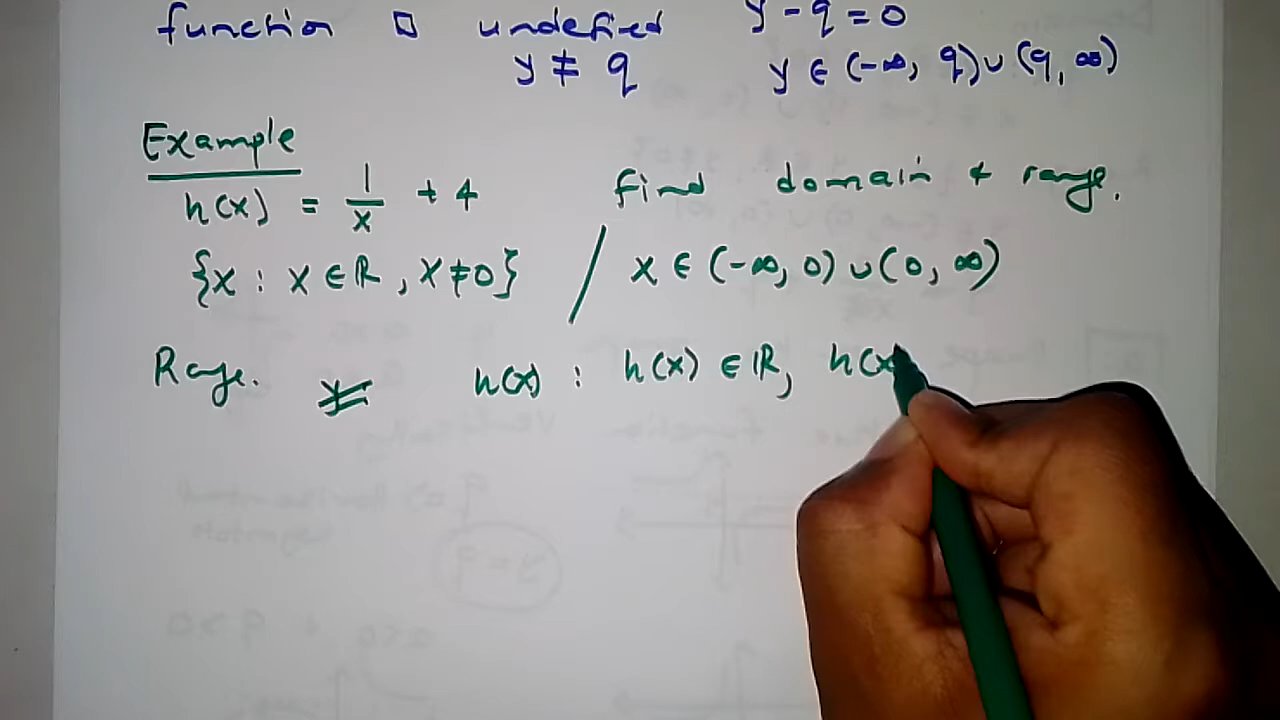 function □ undefined y - q = 0
y ≠ q y ∈ (-∞, q) ∪ (q, ∞)
Example
h(x) = 1/x + 4 find domain & range.
{x : x ∈ ℝ, x ≠ 0} / x ∈ (-∞, 0) ∪ (0, ∞)
Range. h(x) : h(x) ∈ ℝ, h(x